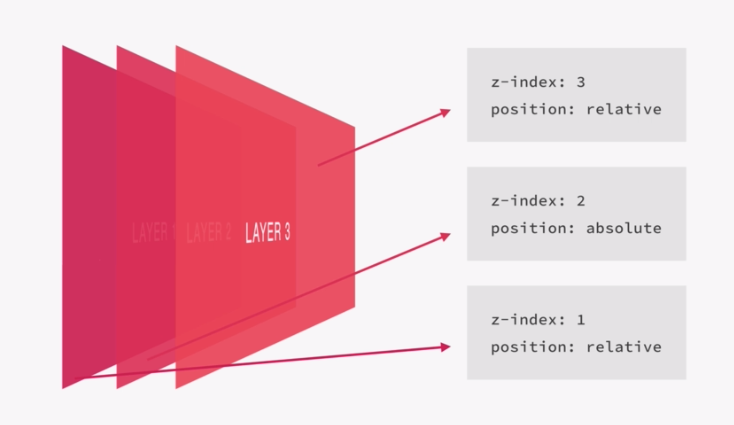 LAYER 1
LAYER 2
LAYER 3
z-index: 3
position: relative
z-index: 2
position: absolute
z-index: 1
position: relative